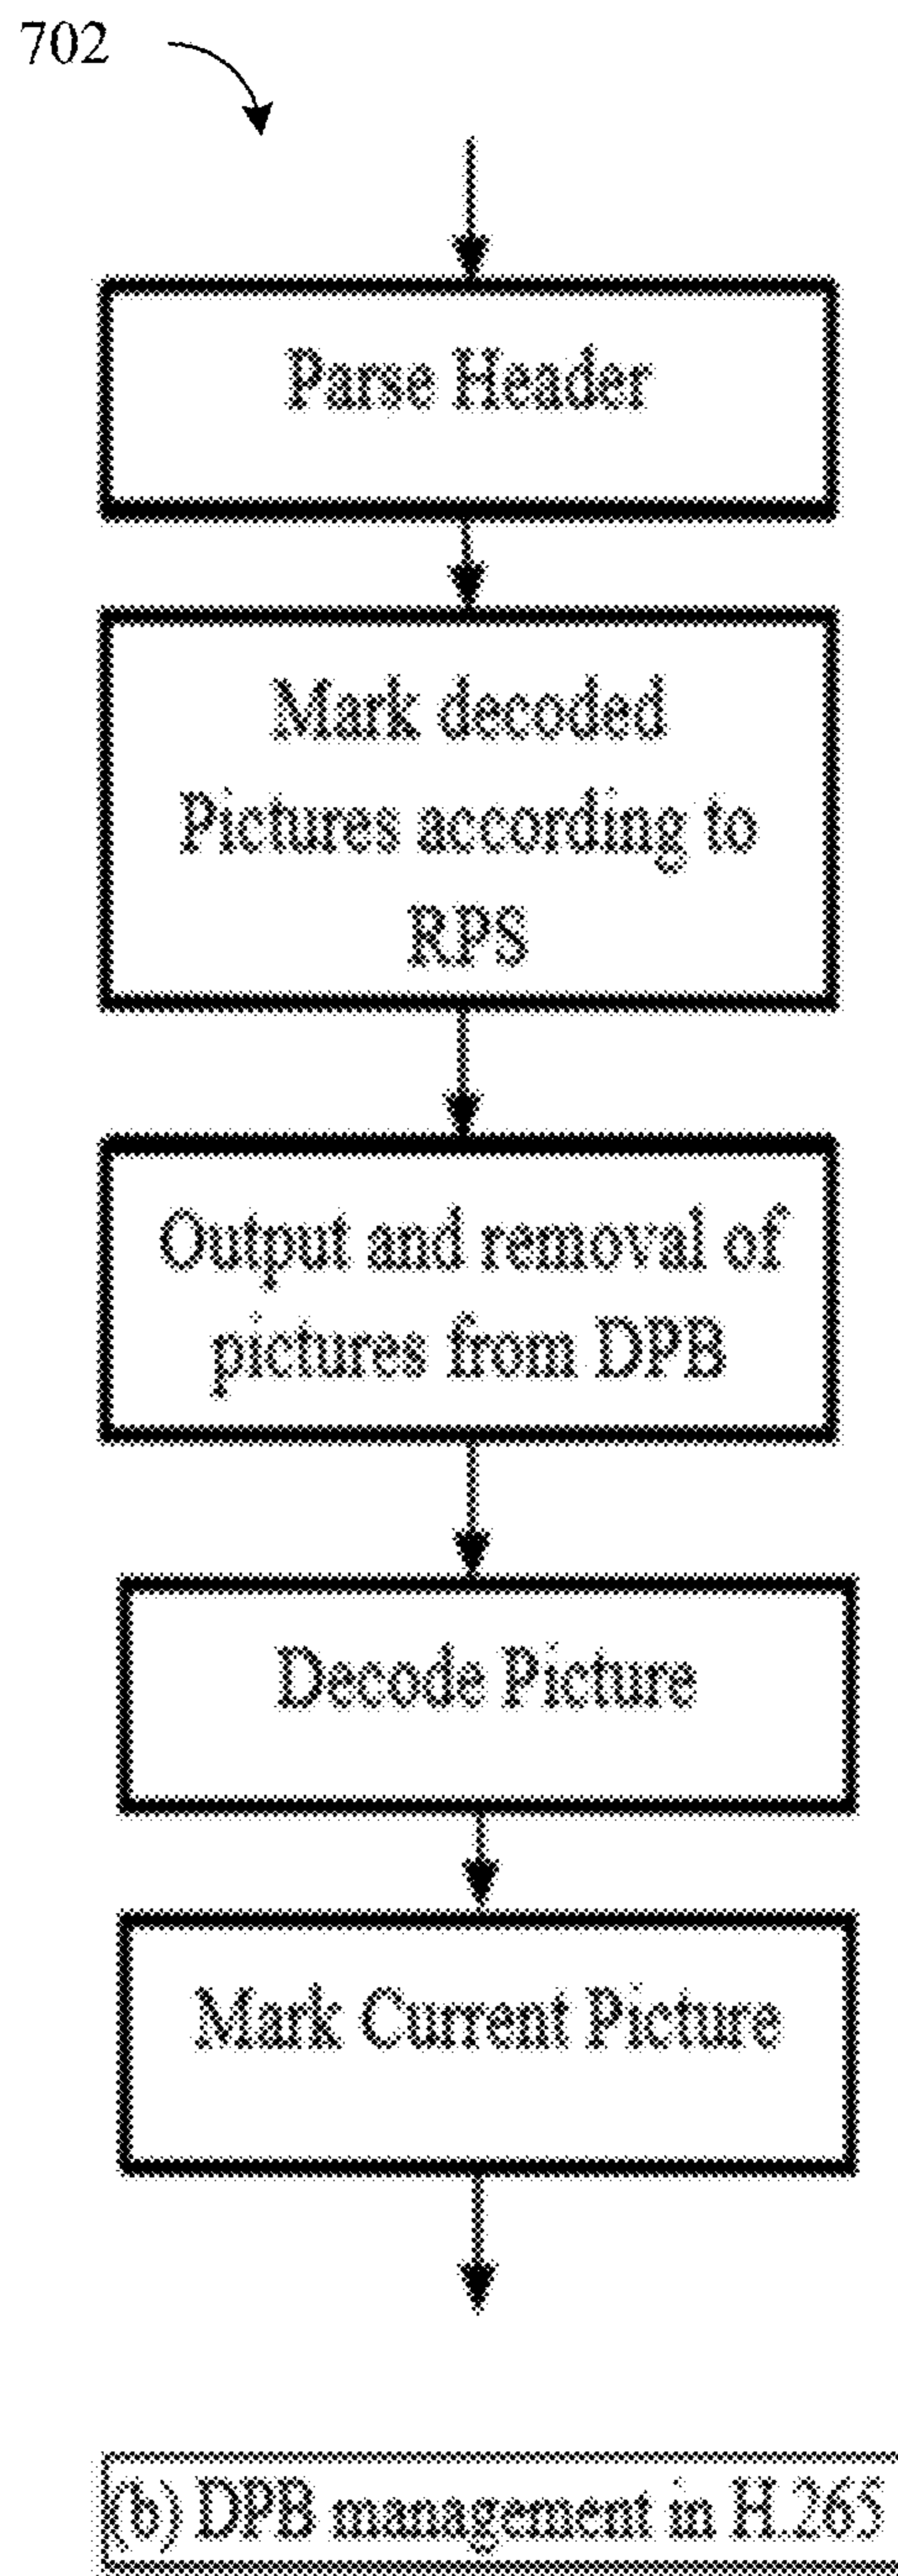 702
Parse Header
Mark decoded
Pictures according to
RPS
Output and removal of
pictures from DPB
Decode Picture
Mark Current Picture
(b) DPB management in H.265